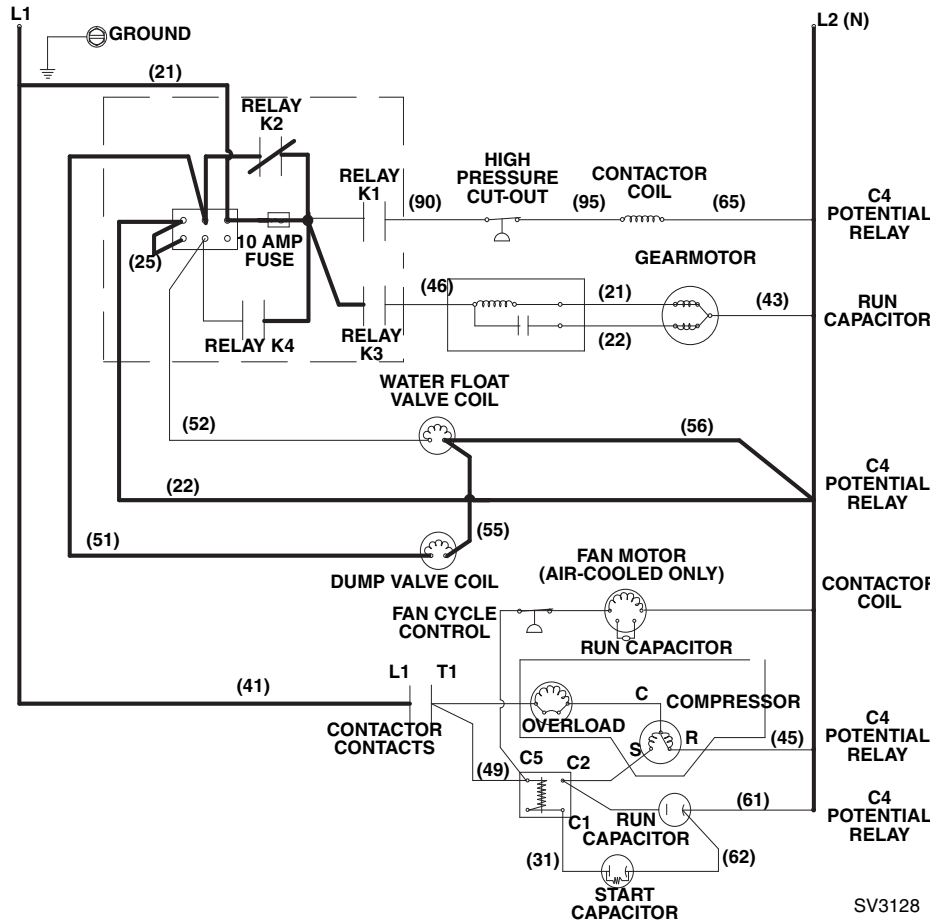 L1
L2 (N)
GROUND
(21)
RELAY
K2
RELAY
K1
(90)
HIGH
PRESSURE
CUT-OUT
(95)
CONTACTOR
COIL
(65)
C4
POTENTIAL
RELAY
(25)
10 AMP
FUSE
GEARMOTOR
(46)
(21)
(43)
RUN
CAPACITOR
(22)
RELAY K4
RELAY
K3
WATER FLOAT
VALVE COIL
(52)
(56)
C4
POTENTIAL
RELAY
(22)
(51)
(55)
DUMP VALVE COIL
FAN MOTOR
(AIR-COOLED ONLY)
CONTACTOR
COIL
FAN CYCLE
CONTROL
RUN CAPACITOR
L1
T1
(41)
C
COMPRESSOR
OVERLOAD
CONTACTOR
CONTACTS
S
R
(45)
C4
POTENTIAL
RELAY
(49)
C5
C2
C1
RUN
CAPACITOR
(61)
C4
POTENTIAL
RELAY
(31)
(62)
START
CAPACITOR
SV3128